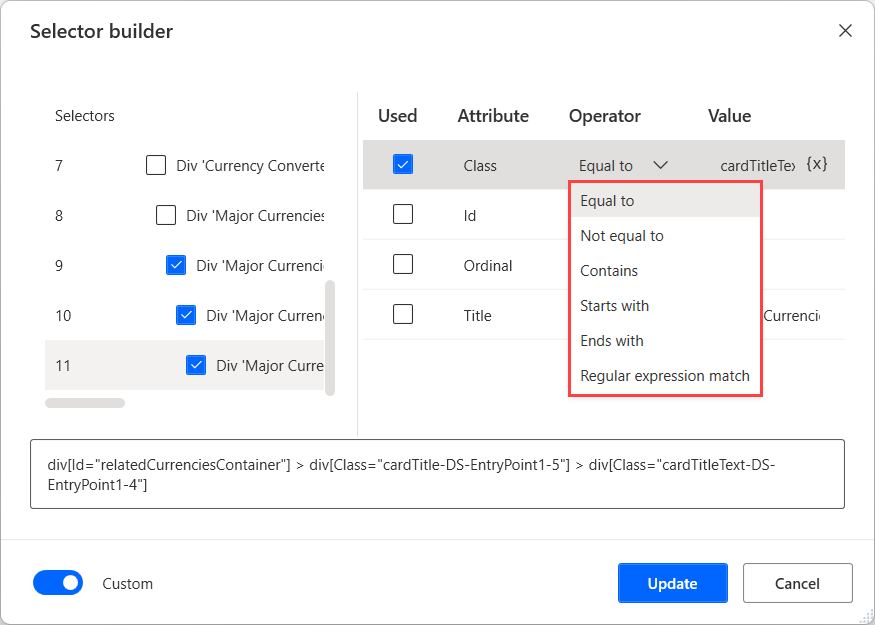 Selector builder
Selectors
Used Attribute Operator Value
7 Div 'Currency Converte
Class Equal to cardTitleTex {x}
8 Div 'Major Currencies
Id
9 Div 'Major Currenci
Ordinal
10 Div 'Major Curren
Title Currencie
11 Div 'Major Curre
Equal to
Not equal to
Contains
Starts with
Ends with
Regular expression match
div[Id="relatedCurrenciesContainer"] > div[Class="cardTitle-DS-EntryPoint1-5"] > div[Class="cardTitleText-DS-
EntryPoint1-4"]
Custom
Update
Cancel